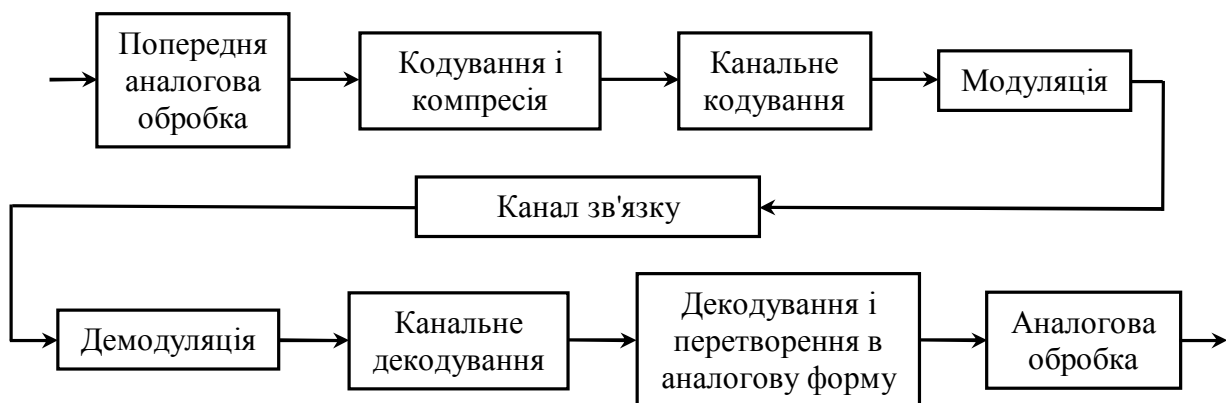 Попередня
аналогова
обробка
Кодування і
компресія
Канальне
кодування
Модуляція
Канал зв'язку
Демодуляція
Канальне
декодування
Декодування і
перетворення в
аналогову форму
Аналогова
обробка